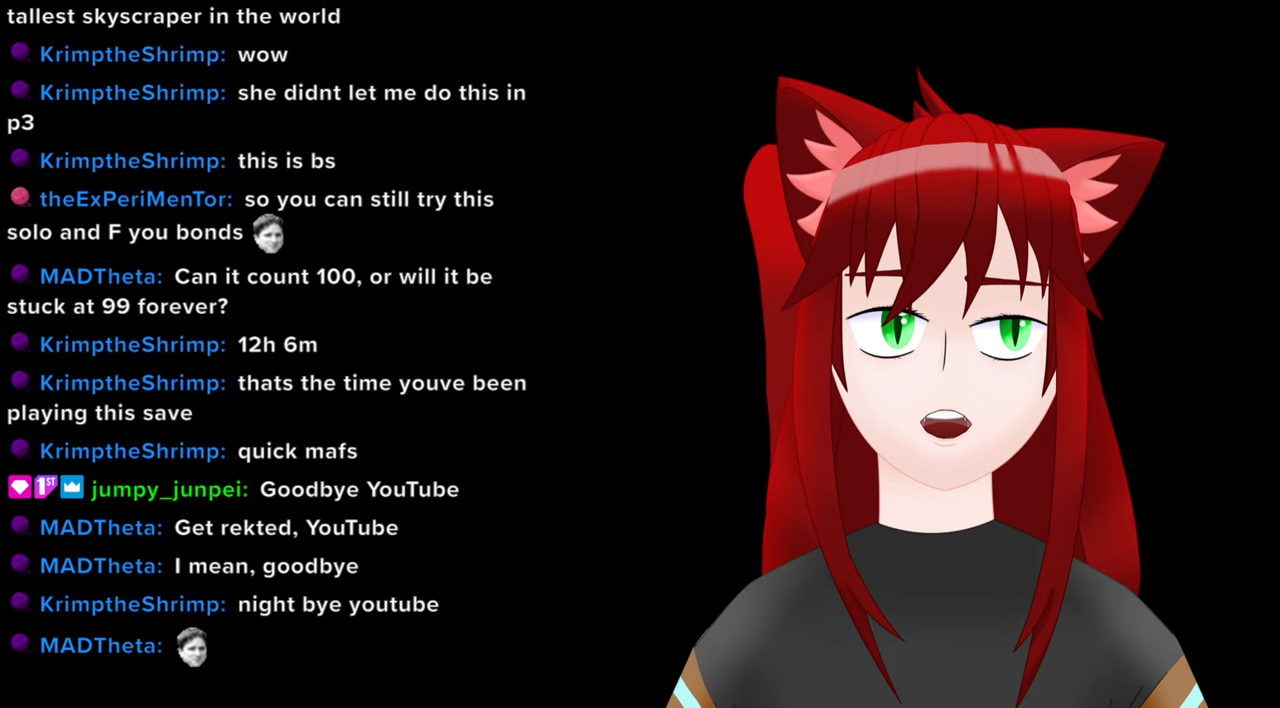 tallest skyscraper in the world
KrimptheShrimp: wow
KrimptheShrimp: she didnt let me do this in
p3
KrimptheShrimp: this is bs
theExPeriMenTor: so you can still try this
solo and F you bonds
MADTheta: Can it count 100, or will it be
stuck at 99 forever?
KrimptheShrimp: 12h 6m
KrimptheShrimp: thats the time youve been
playing this save
KrimptheShrimp: quick mafs
1ST jumpy_junpei: Goodbye YouTube
MADTheta: Get rekted, YouTube
MADTheta: I mean, goodbye
KrimptheShrimp: night bye youtube
MADTheta: